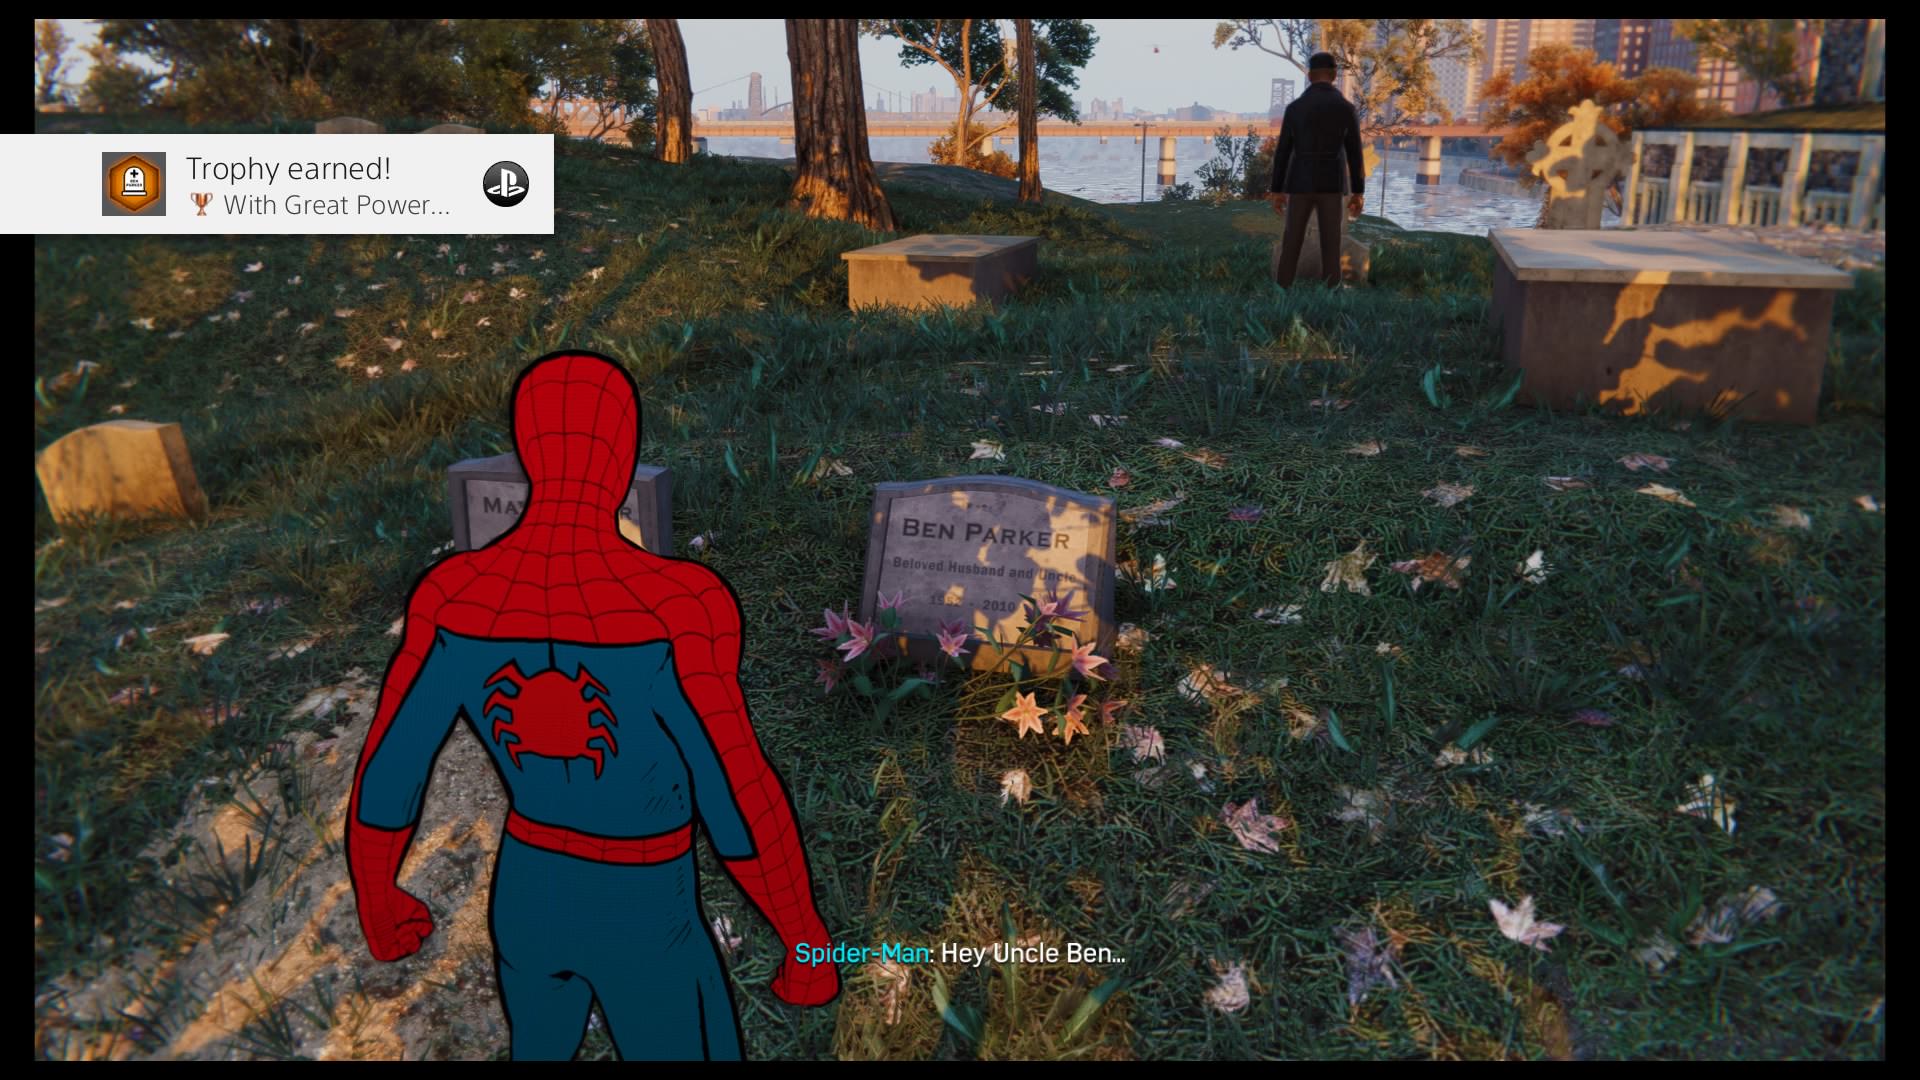 Trophy earned!
With Great Power...
BEN PARKER
Beloved Husband and Uncle
2010
Spider-Man: Hey Uncle Ben...